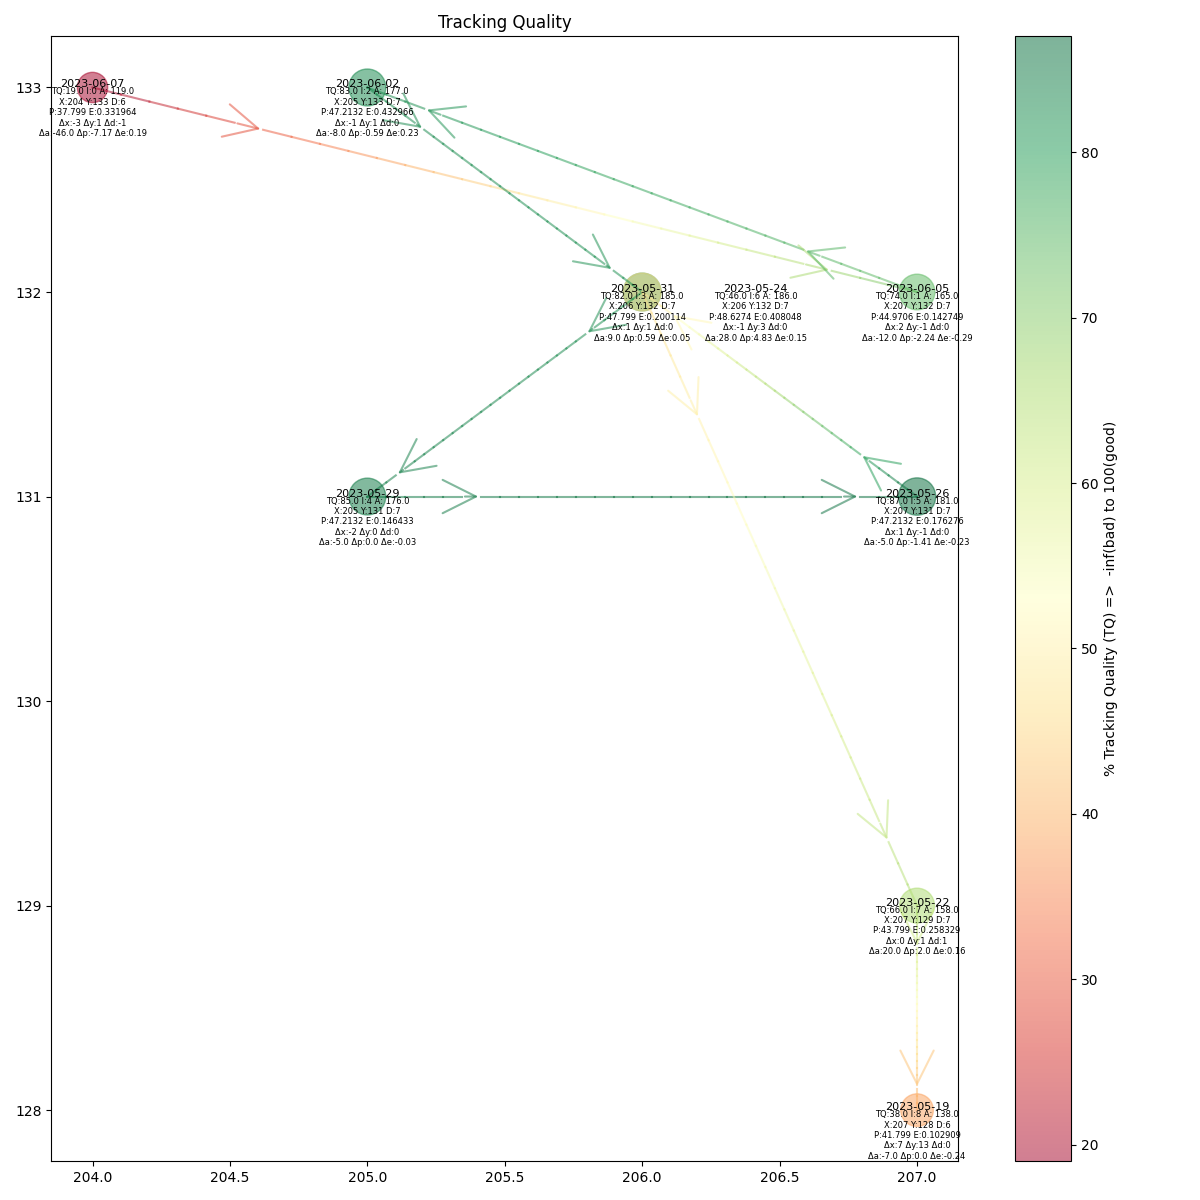 Tracking Quality
133
132
131
130
129
128
204.0
204.5
205.0
205.5
206.0
206.5
207.0
2023-06-07
TQ:19.0 I:0 A: 119.0
X:204 Y:133 D:6
P:37.799 E:0.331964
Δx:-3 Δy:1 Δd:-1
Δa:-46.0 Δp:-7.17 Δe:0.19
2023-06-02
TQ:83.0 I:2 A: 177.0
X:205 Y:133 D:7
P:47.2132 E:0.432966
Δx:-1 Δy:1 Δd:0
Δa:-8.0 Δp:-0.59 Δe:0.23
2023-05-31
TQ:82.0 I:3 A: 185.0
X:206 Y:132 D:7
P:47.799 E:0.200114
Δx:1 Δy:1 Δd:0
Δa:9.0 Δp:0.59 Δe:0.05
2023-05-24
TQ:46.0 I:6 A: 186.0
X:206 Y:132 D:7
P:48.6274 E:0.408048
Δx:-1 Δy:3 Δd:0
Δa:28.0 Δp:4.83 Δe:0.15
2023-06-05
TQ:74.0 I:1 A: 165.0
X:207 Y:132 D:7
P:44.9706 E:0.142749
Δx:2 Δy:-1 Δd:0
Δa:-12.0 Δp:-2.24 Δe:-0.29
2023-05-29
TQ:85.0 I:4 A: 176.0
X:205 Y:131 D:7
P:47.2132 E:0.146433
Δx:-2 Δy:0 Δd:0
Δa:-5.0 Δp:0.0 Δe:-0.03
2023-05-26
TQ:87.0 I:5 A: 181.0
X:207 Y:131 D:7
P:47.2132 E:0.176276
Δx:1 Δy:-1 Δd:0
Δa:-5.0 Δp:-1.41 Δe:-0.23
2023-05-22
TQ:66.0 I:7 A: 158.0
X:207 Y:129 D:7
P:43.799 E:0.258329
Δx:0 Δy:1 Δd:1
Δa:20.0 Δp:2.0 Δe:0.16
2023-05-19
TQ:38.0 I:8 A: 138.0
X:207 Y:128 D:6
P:41.799 E:0.102909
Δx:7 Δy:13 Δd:0
Δa:-7.0 Δp:0.0 Δe:-0.24
80
70
60
50
40
30
20
% Tracking Quality (TQ) => -inf(bad) to 100(good)